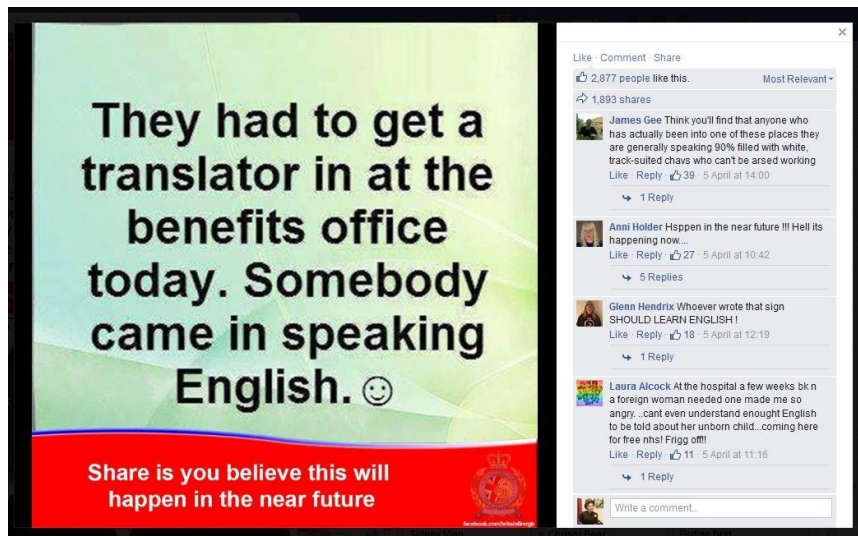 They had to get a
translator in at the
benefits office
today. Somebody
came in speaking
English.☺
Share is you believe this will
happen in the near future
facebook.com/britainfirstgb
×
Like · Comment · Share
2,877 people like this.
Most Relevant
1,893 shares
James Gee Think you'll find that anyone who
has actually been into one of these places they
are generally speaking 90% filled with white,
track-suited chavs who can't be arsed working
Like · Reply · 39 · 5 April at 14:00
1 Reply
Anni Holder Hsppen in the near future !!! Hell its
happening now....
Like · Reply · 27 · 5 April at 10:42
5 Replies
Glenn Hendrix Whoever wrote that sign
SHOULD LEARN ENGLISH !
Like · Reply · 18 · 5 April at 12:19
1 Reply
Laura Alcock At the hospital a few weeks bk n
a foreign woman needed one made me so
angry. ..cant even understand enought English
to be told about her unborn child...coming here
for free nhs! Frigg off!!
Like · Reply · 11 · 5 April at 11:16
1 Reply
Write a comment...